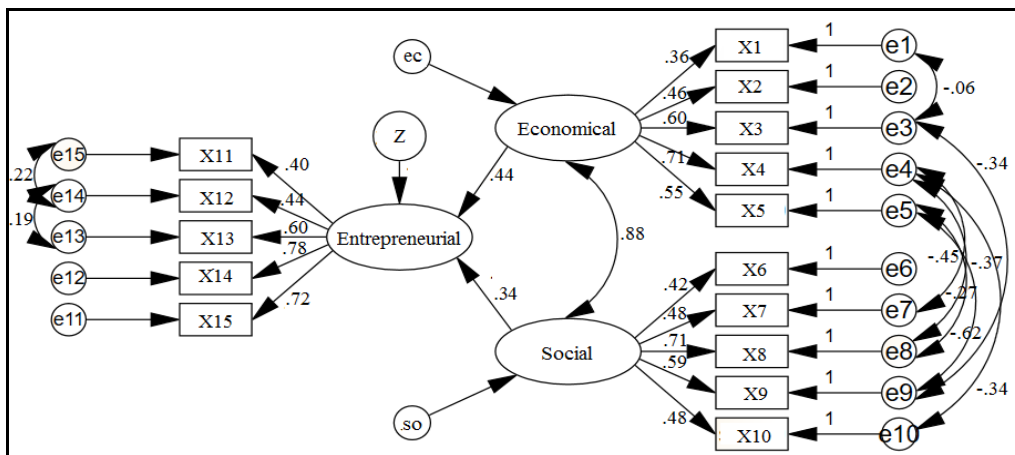 ec
Z
.so
Economical
Social
Entrepreneurial
.44
.34
.88
e15
e14
e13
e12
e11
.22
.19
X11
X12
X13
X14
X15
.40
.44
.60
.78
.72
.36
.46
.60
.71
.55
X1
X2
X3
X4
X5
1
1
1
1
1
e1
e2
e3
e4
e5
.42
.48
.71
.59
.48
X6
X7
X8
X9
X10
1
1
1
1
1
e6
e7
e8
e9
e10
-.06
-.34
-.45
-.37
-.27
-.62
-.34